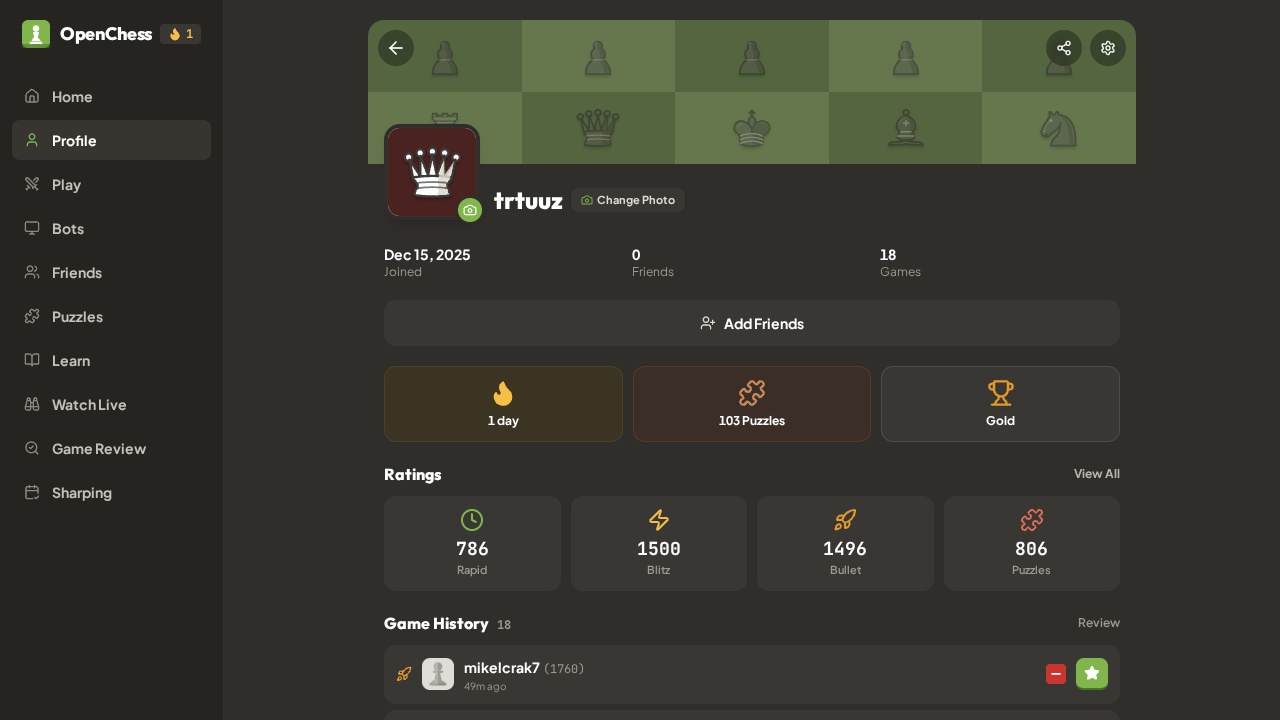 OpenChess 1
Home
Profile
Play
Bots
Friends
Puzzles
Learn
Watch Live
Game Review
Sharping
trtuuz Change Photo
Dec 15, 2025 0 18
Joined Friends Games
Add Friends
1 day 103 Puzzles Gold
Ratings View All
786 1500 1496 806
Rapid Blitz Bullet Puzzles
Game History 18 Review
mikelcrak7 (1760)
49m ago